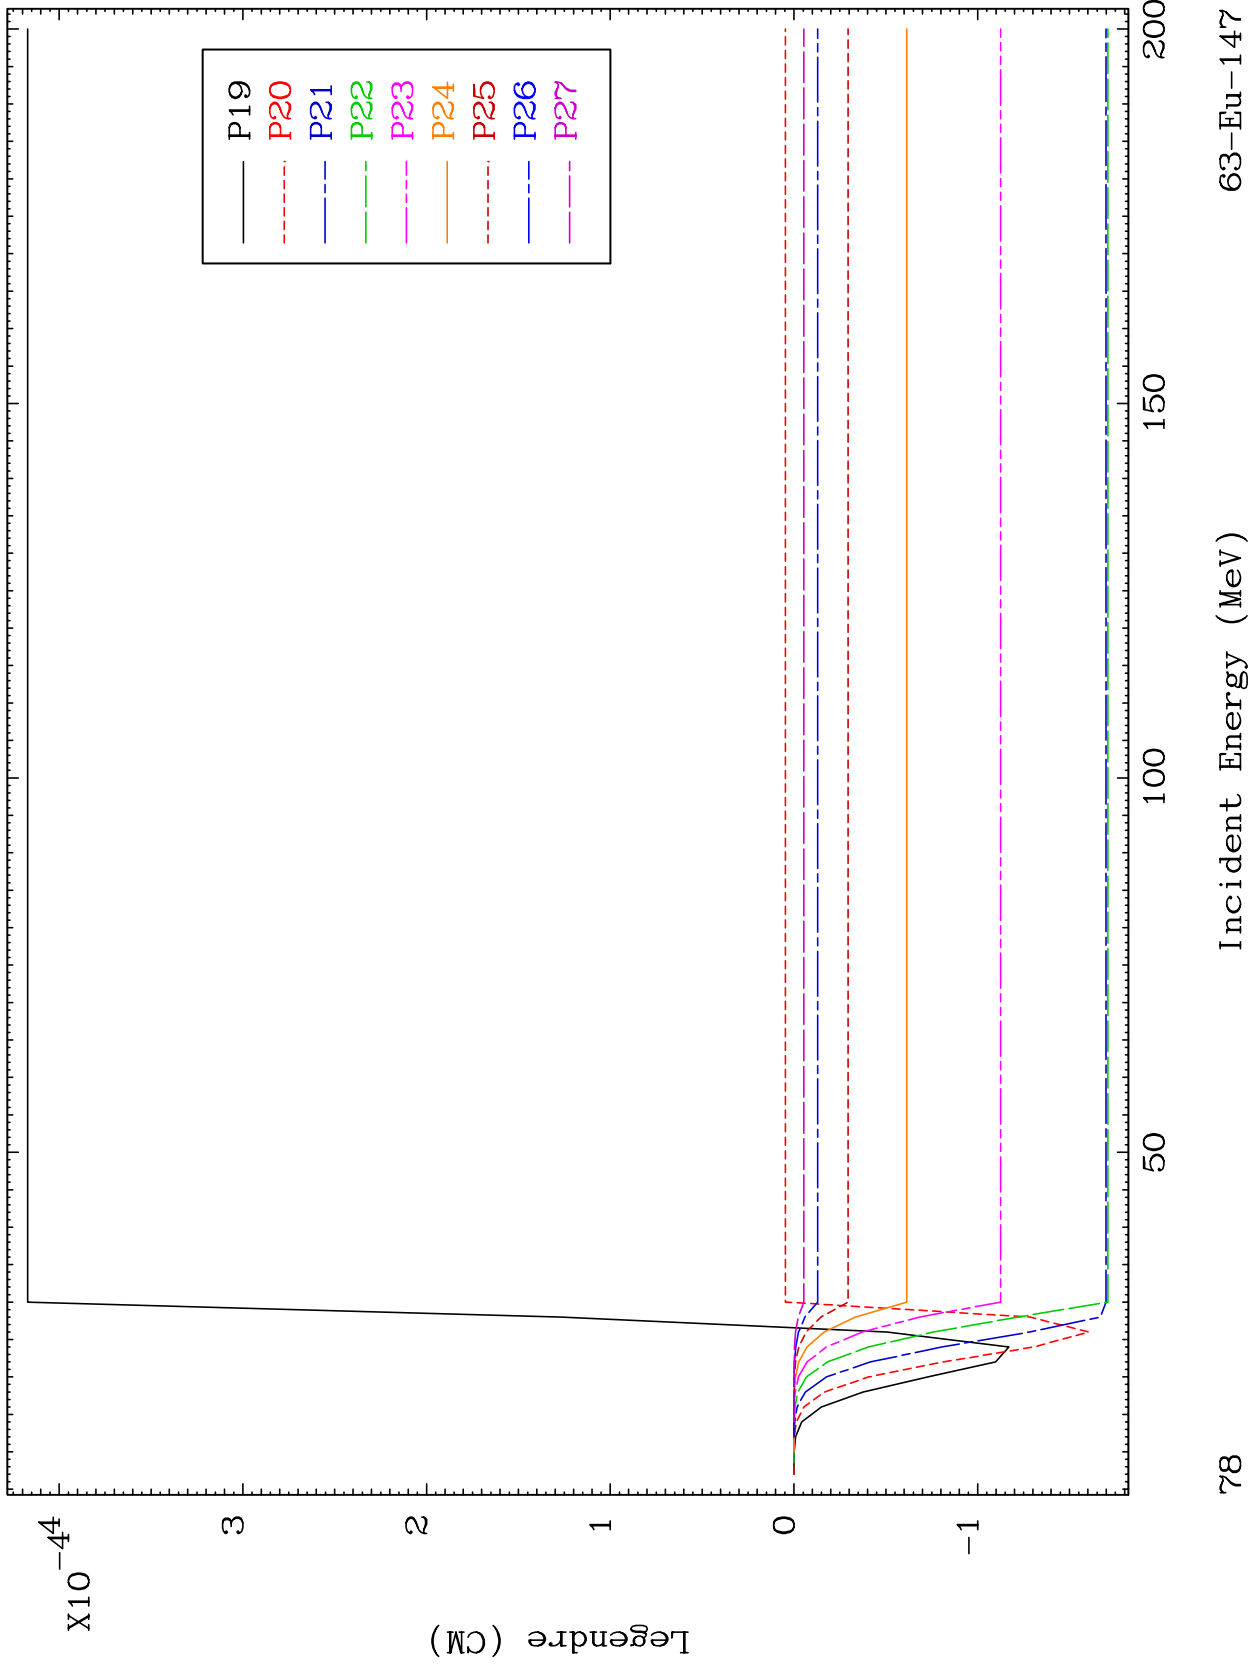 P19
P20
P21
P22
P23
P24
P25
P26
P27
X10⁻⁴
4
3
2
1
0
-1
Legendre (CM)
50
100
150
200
Incident Energy (MeV)
78
63-Eu-147